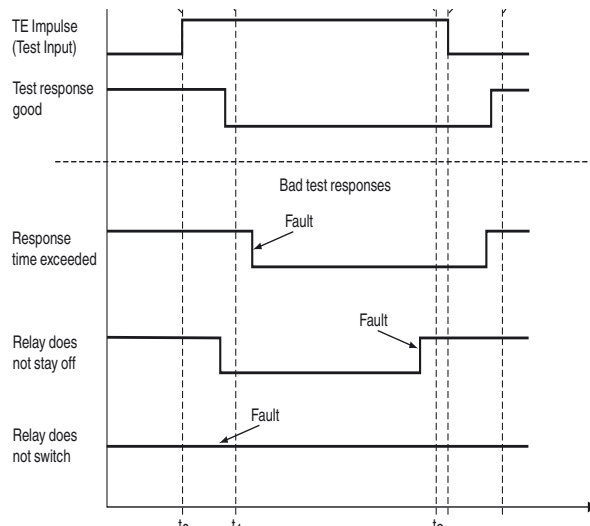 TE Impulse
(Test Input)
Test response
good
Bad test responses
Fault
Response
time exceeded
Fault
Relay does
not stay off
Fault
Relay does
not switch